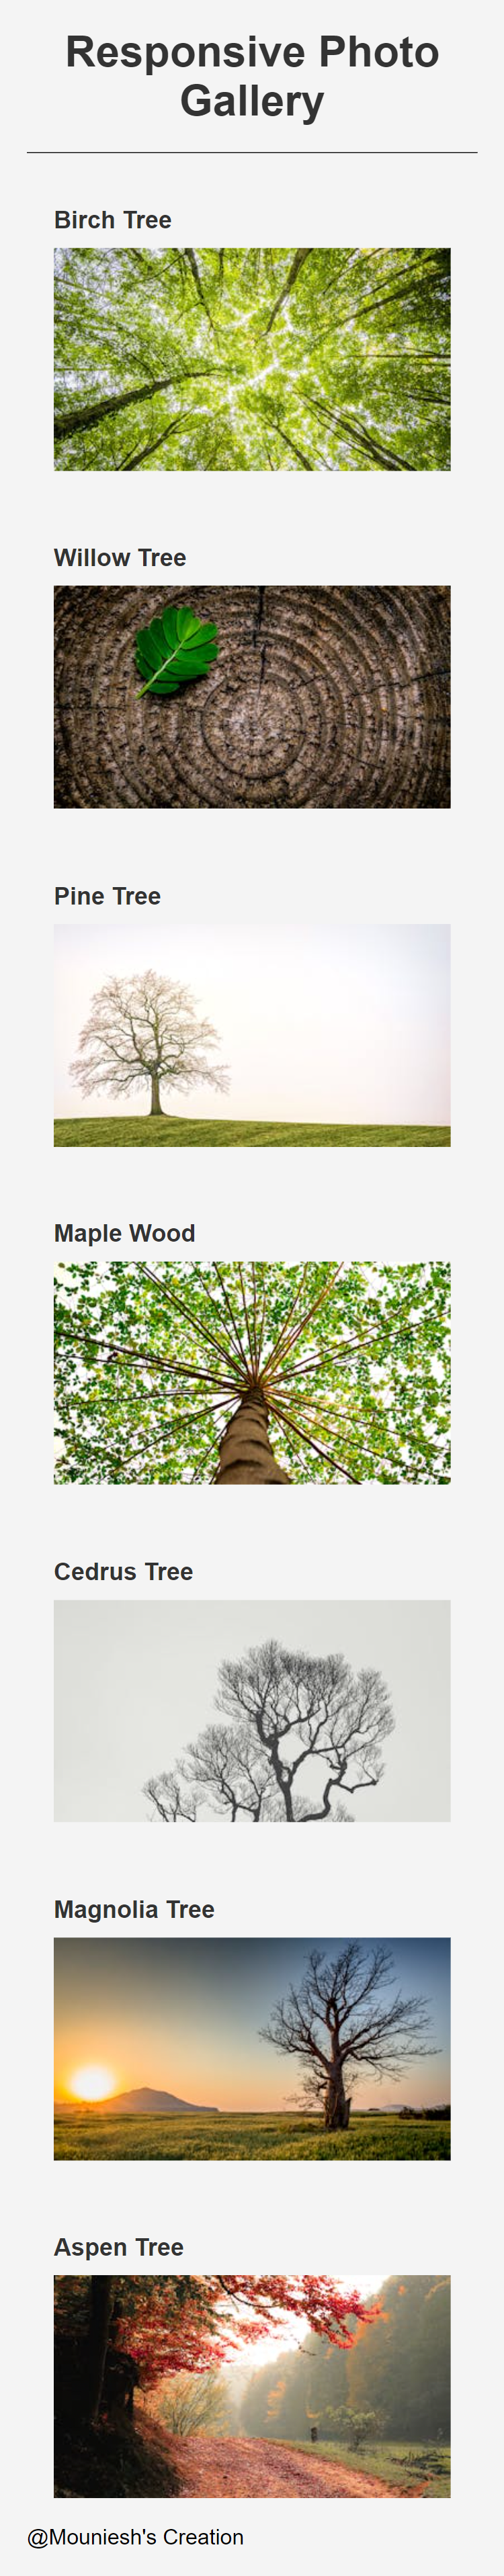 Responsive Photo
Gallery
Birch Tree
Willow Tree
Pine Tree
Maple Wood
Cedrus Tree
Magnolia Tree
Aspen Tree
@Mouniesh's Creation